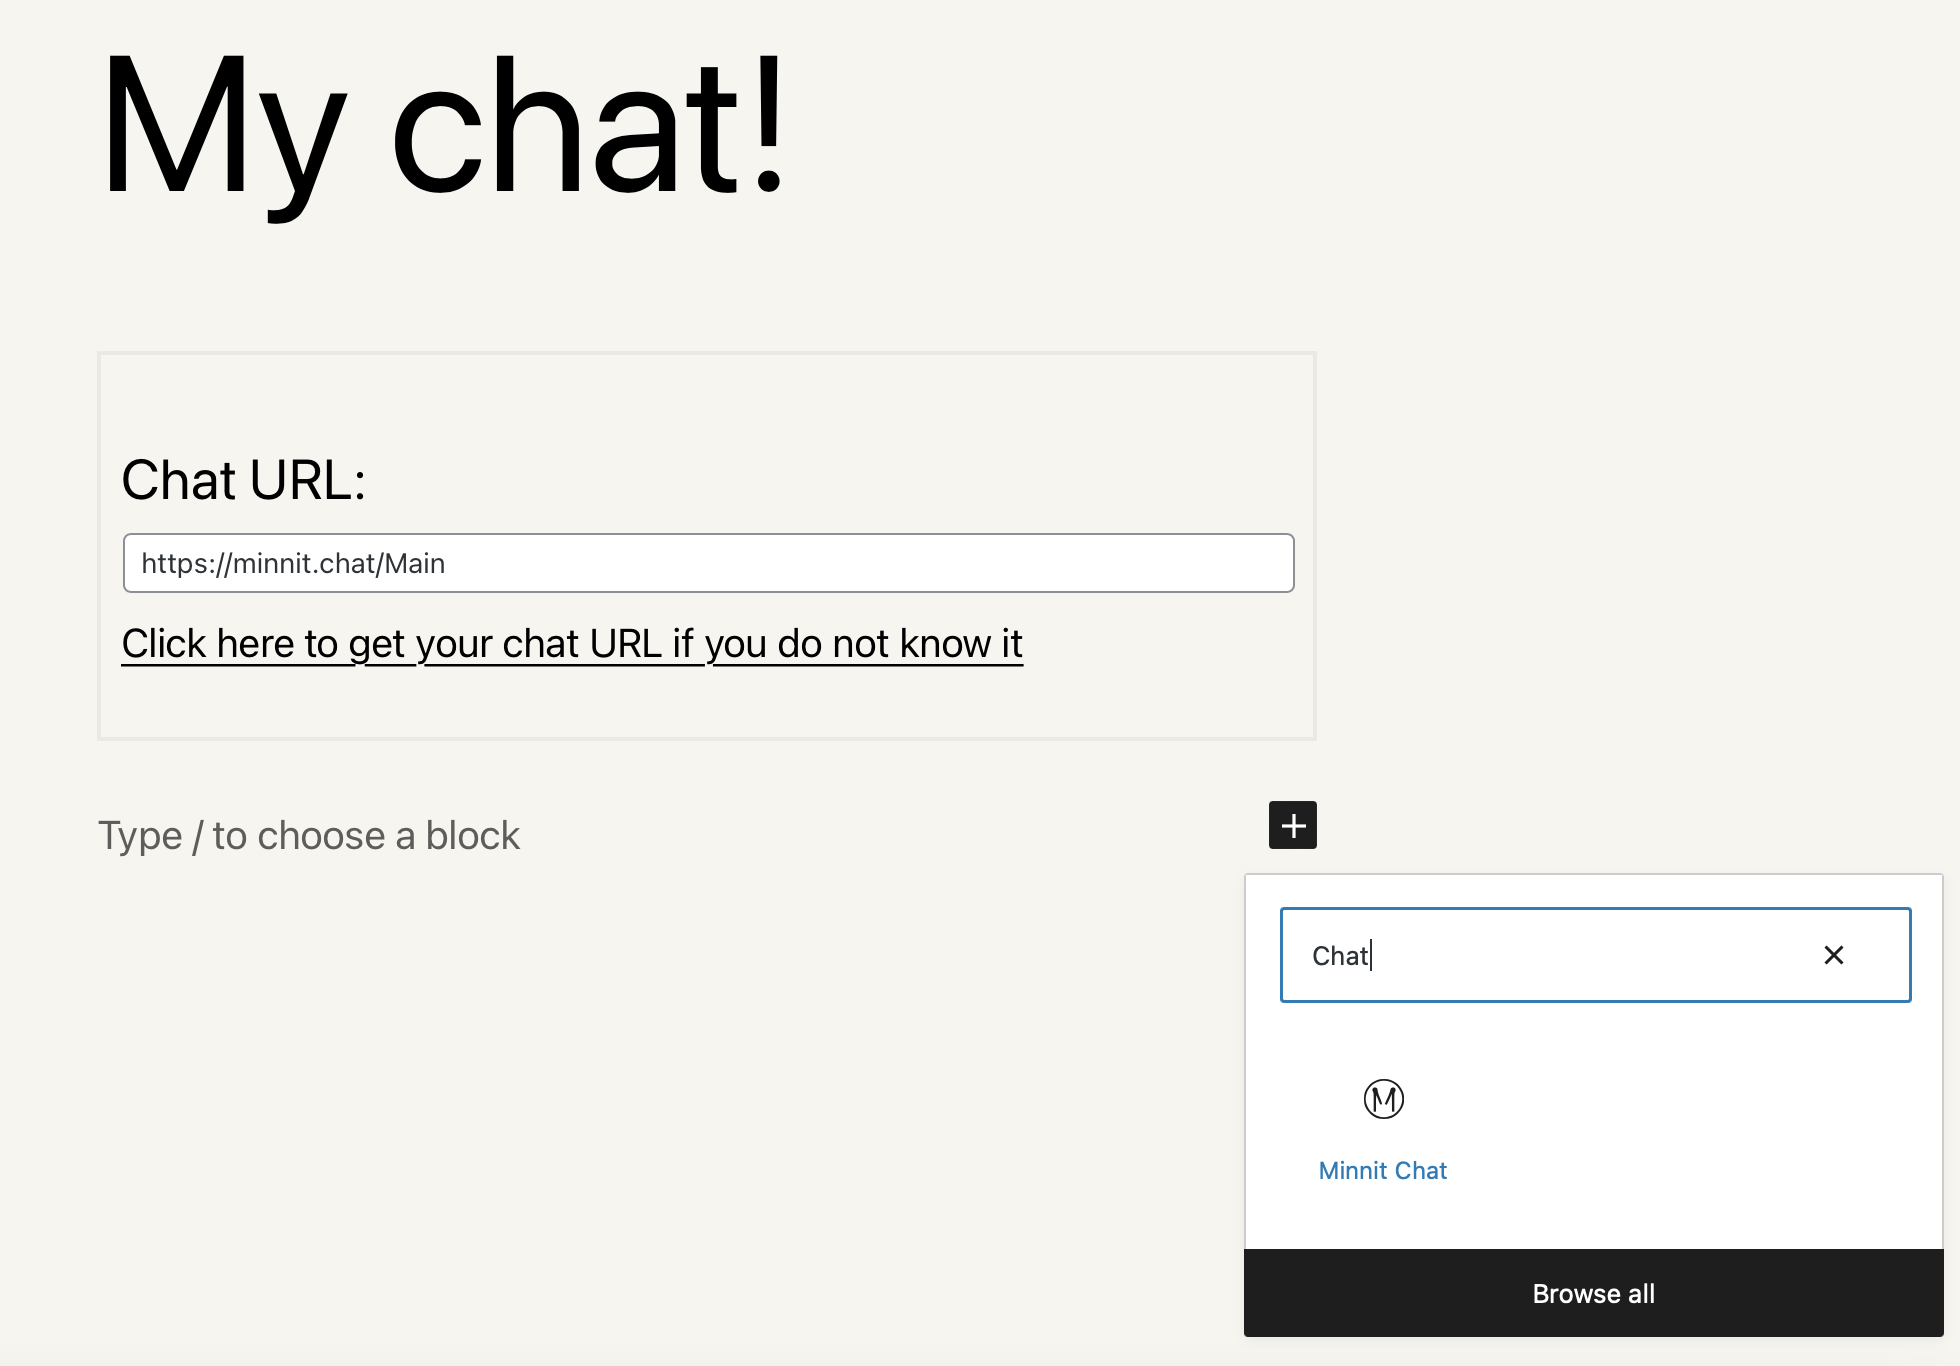 My chat!
Chat URL:
https://minnit.chat/Main
Click here to get your chat URL if you do not know it
Type / to choose a block
Chat
Minnit Chat
Browse all